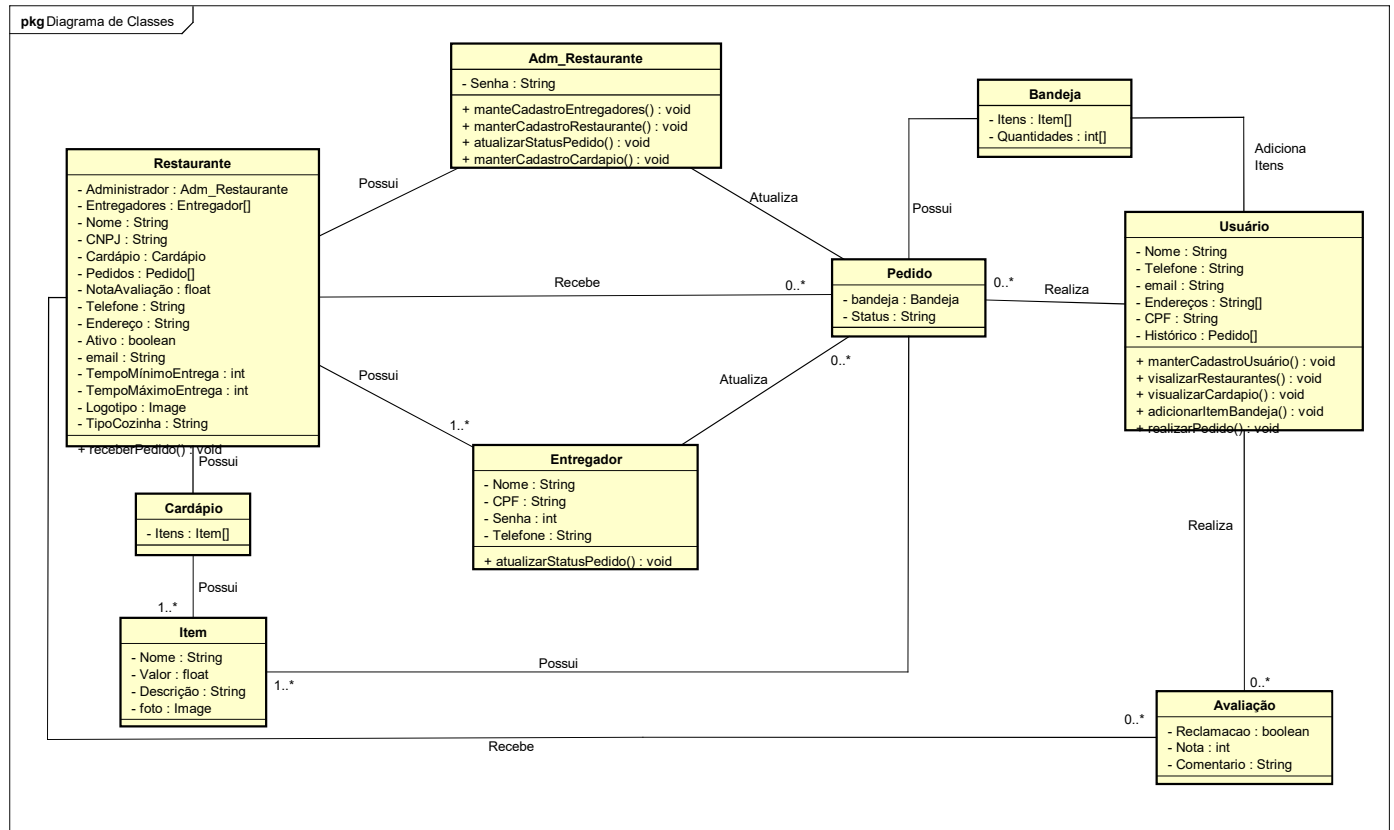 pkg Diagrama de Classes
Adm_Restaurante
- Senha : String
+ manteCadastroEntregadores() : void
+ manterCadastroRestaurante() : void
+ atualizarStatusPedido() : void
+ manterCadastroCardapio() : void
Bandeja
- Itens : Item[]
- Quantidades : int[]
Adiciona
Itens
Restaurante
- Administrador : Adm_Restaurante
- Entregadores : Entregador[]
- Nome : String
- CNPJ : String
- Cardápio : Cardápio
- Pedidos : Pedido[]
- NotaAvaliação : float
- Telefone : String
- Endereço : String
- Ativo : boolean
- email : String
- TempoMínimoEntrega : int
- TempoMáximoEntrega : int
- Logotipo : Image
- TipoCozinha : String
+ receberPedido() : void
Possui
Atualiza
Possui
Usuário
- Nome : String
- Telefone : String
- email : String
- Endereços : String[]
- CPF : String
- Histórico : Pedido[]
+ manterCadastroUsuário() : void
+ visalizarRestaurantes() : void
+ visualizarCardapio() : void
+ adicionarItemBandeja() : void
+ realizarPedido() : void
Pedido
- bandeja : Bandeja
- Status : String
Recebe
0..*
0..*
Realiza
0..*
Atualiza
Possui
1..*
Entregador
- Nome : String
- CPF : String
- Senha : int
- Telefone : String
+ atualizarStatusPedido() : void
Possui
Cardápio
- Itens : Item[]
Possui
1..*
Item
- Nome : String
- Valor : float
- Descrição : String
- foto : Image
Possui
1..*
Realiza
0..*
Avaliação
- Reclamacao : boolean
- Nota : int
- Comentario : String
0..*
Recebe